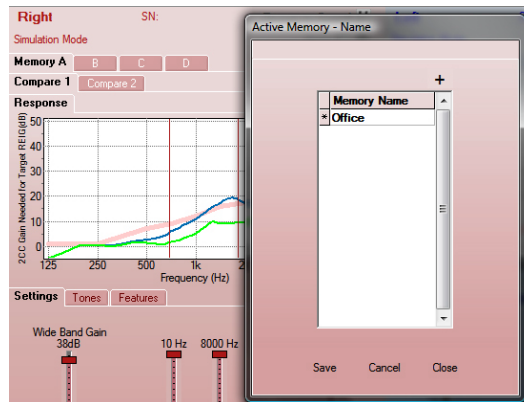 Right SN:
Simulation Mode
Memory A B C D
Compare 1 Compare 2
Response
2CC Gain Needed for Target REIG(dB)
50
40
30
20
10
0
125 250 500 1k
Frequency (Hz)
Settings Tones Features
Wide Band Gain
38dB 10 Hz 8000 Hz
Active Memory - Name
+
Memory Name
* Office
Save Cancel Close